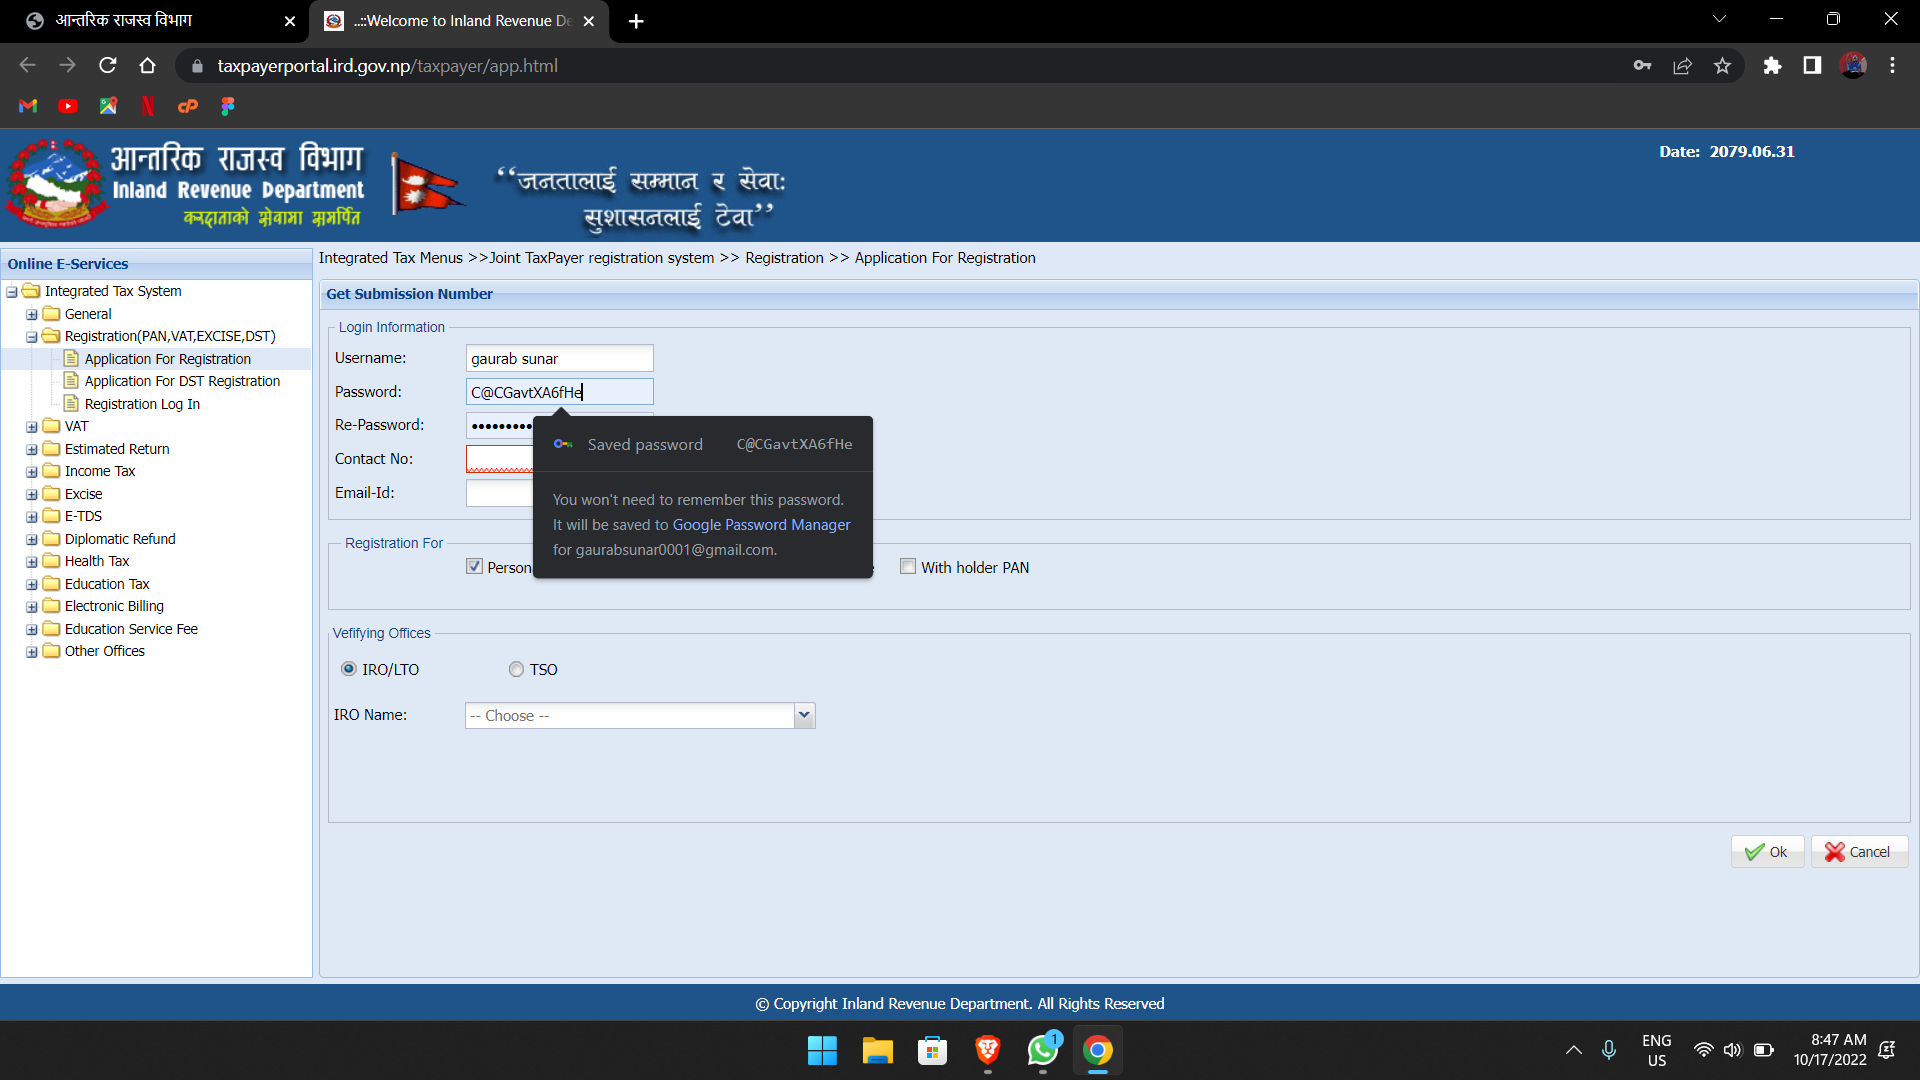 आन्तरिक राजस्व विभाग
..::Welcome to Inland Revenue De
taxpayerportal.ird.gov.np/taxpayer/app.html
आन्तरिक राजस्व विभाग
Inland Revenue Department
करदाताको सेवामा समर्पित
“जनतालाई सम्मान र सेवा:
सुशासनलाई टेवा”
Date: 2079.06.31
Online E-Services
Integrated Tax System
General
Registration(PAN,VAT,EXCISE,DST)
Application For Registration
Application For DST Registration
Registration Log In
VAT
Estimated Return
Income Tax
Excise
E-TDS
Diplomatic Refund
Health Tax
Education Tax
Electronic Billing
Education Service Fee
Other Offices
Integrated Tax Menus >>Joint TaxPayer registration system >> Registration >> Application For Registration
Get Submission Number
Login Information
Username: gaurab sunar
Password: C@CGavtXA6fHe
Re-Password:
Contact No:
Email-Id:
Saved password C@CGavtXA6fHe
You won't need to remember this password.
It will be saved to Google Password Manager
for gaurabsunar0001@gmail.com.
Registration For
Person
With holder PAN
Vefifying Offices
IRO/LTO TSO
IRO Name: -- Choose --
Ok Cancel
© Copyright Inland Revenue Department. All Rights Reserved
1
ENG
US
8:47 AM
10/17/2022